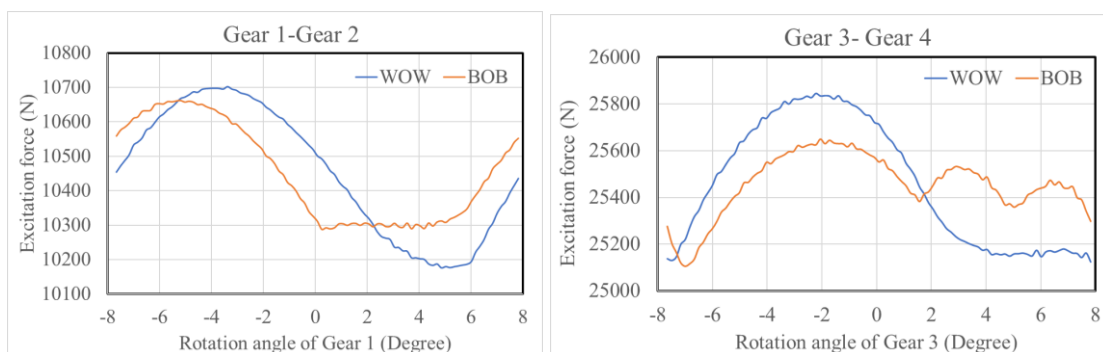 Gear 1-Gear 2
WOW BOB
Excitation force (N)
10800
10700
10600
10500
10400
10300
10200
10100
-8 -6 -4 -2 0 2 4 6 8
Rotation angle of Gear 1 (Degree)
Gear 3- Gear 4
WOW BOB
Excitation force (N)
26000
25800
25600
25400
25200
25000
-8 -6 -4 -2 0 2 4 6 8
Rotation angle of Gear 3 (Degree)